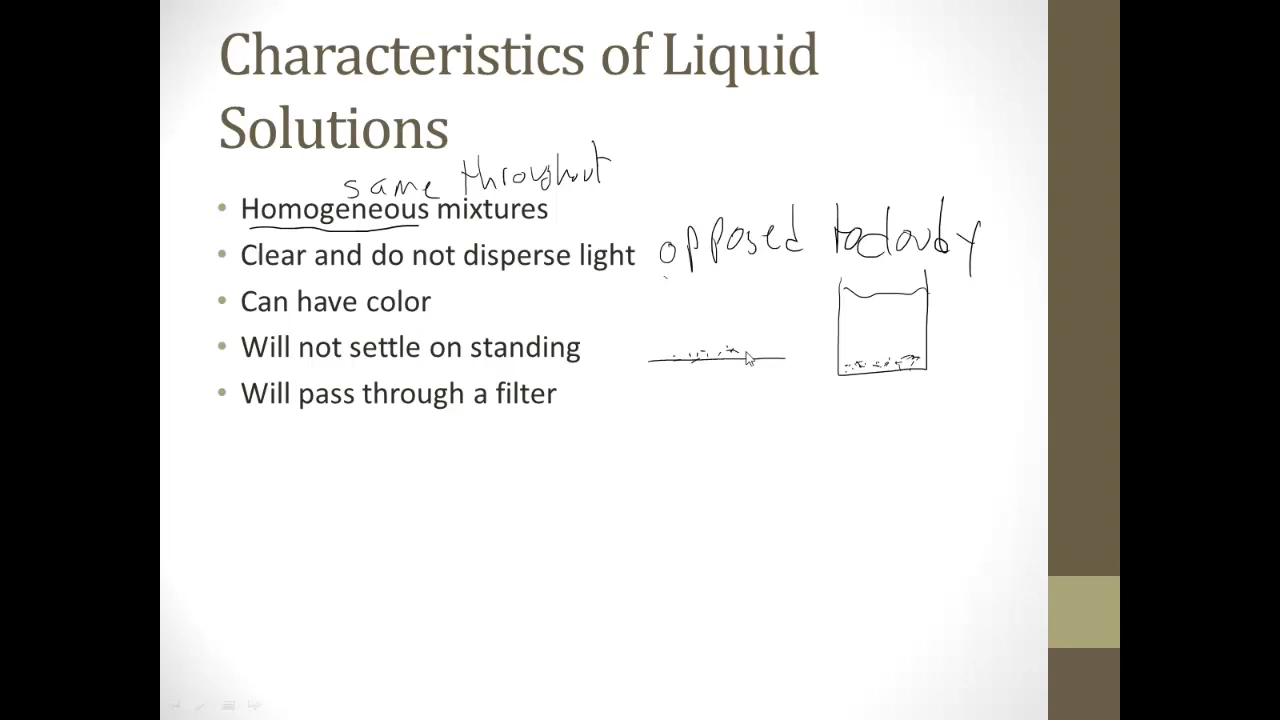 Characteristics of Liquid
Solutions
same throughout
• Homogeneous mixtures
• Clear and do not disperse light
opposed to cloudy
• Can have color
• Will not settle on standing
• Will pass through a filter